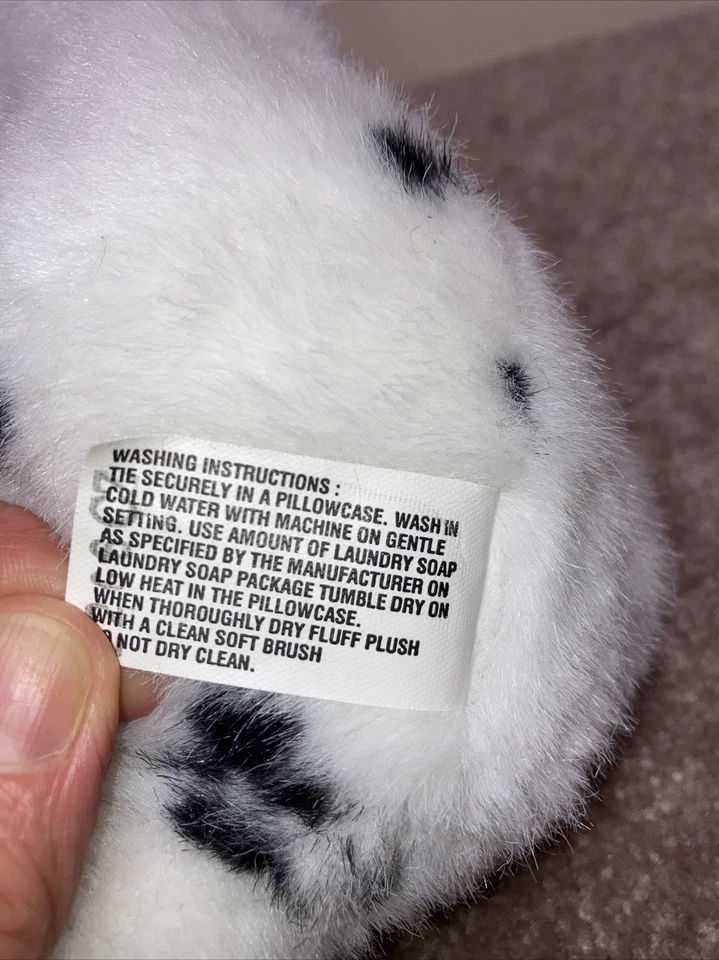 WASHING INSTRUCTIONS :
TIE SECURELY IN A PILLOWCASE. WASH IN
COLD WATER WITH MACHINE ON GENTLE
SETTING. USE AMOUNT OF LAUNDRY SOAP
AS SPECIFIED BY THE MANUFACTURER ON
LAUNDRY SOAP PACKAGE TUMBLE DRY ON
LOW HEAT IN THE PILLOWCASE.
WHEN THOROUGHLY DRY FLUFF PLUSH
WITH A CLEAN SOFT BRUSH
NOT DRY CLEAN.